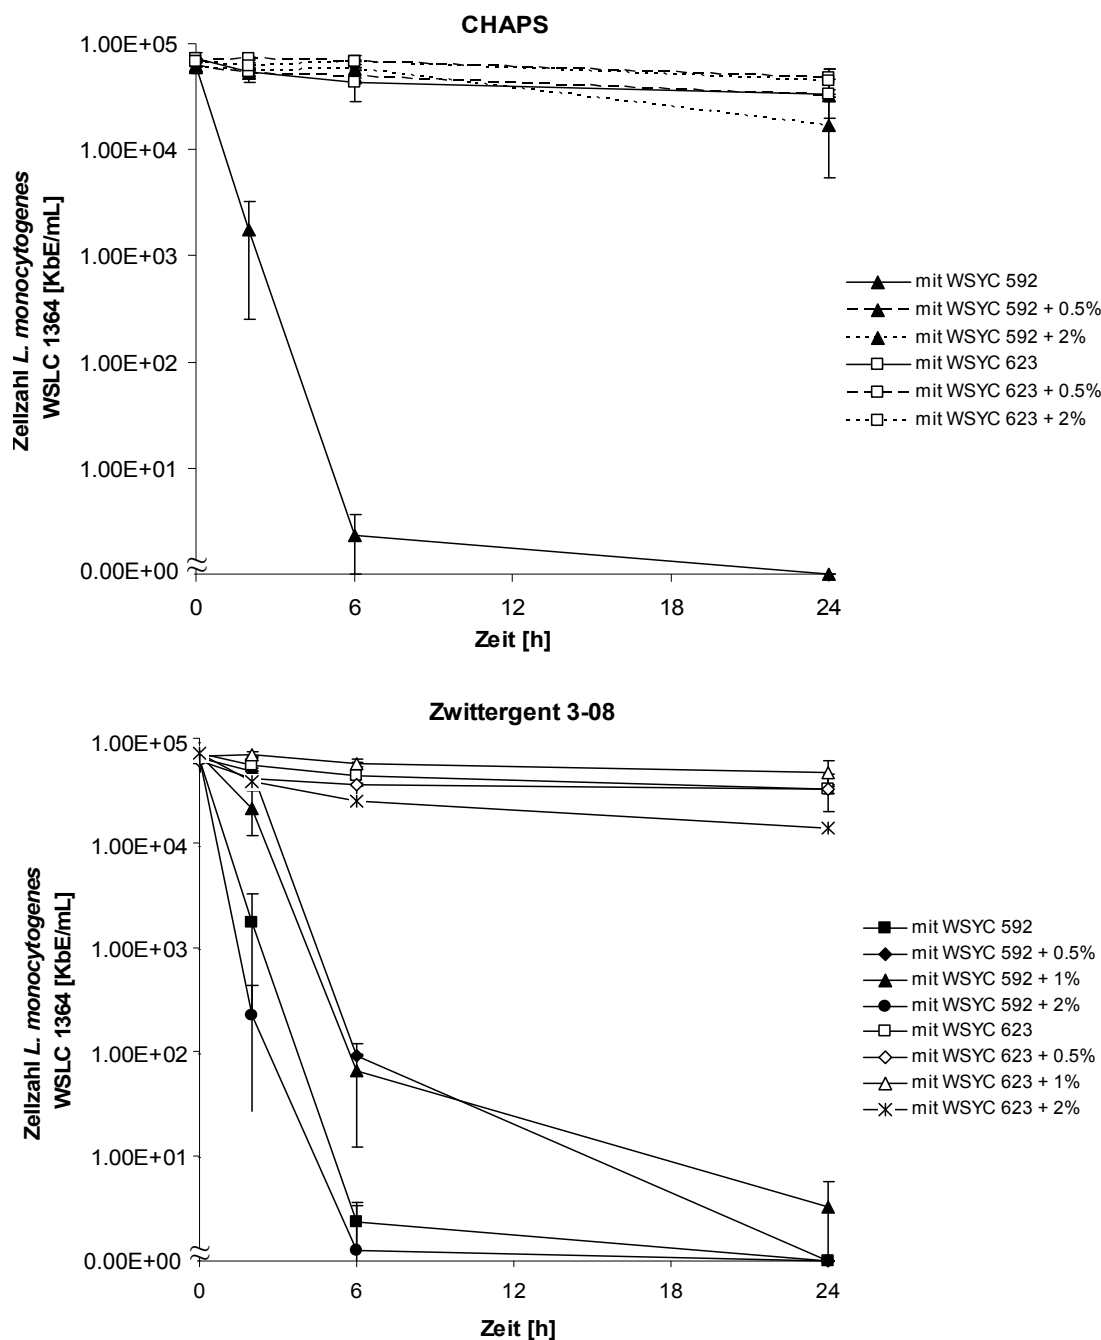 CHAPS
1.00E+05
1.00E+04
1.00E+03
1.00E+02
1.00E+01
0.00E+00
Zellzahl L. monocytogenes
WSLC 1364 [KbE/mL]
0 6 12 18 24
Zeit [h]
mit WSYC 592
mit WSYC 592 + 0.5%
mit WSYC 592 + 2%
mit WSYC 623
mit WSYC 623 + 0.5%
mit WSYC 623 + 2%
Zwittergent 3-08
1.00E+05
1.00E+04
1.00E+03
1.00E+02
1.00E+01
0.00E+00
Zellzahl L. monocytogenes
WSLC 1364 [KbE/mL]
0 6 12 18 24
Zeit [h]
mit WSYC 592
mit WSYC 592 + 0.5%
mit WSYC 592 + 1%
mit WSYC 592 + 2%
mit WSYC 623
mit WSYC 623 + 0.5%
mit WSYC 623 + 1%
mit WSYC 623 + 2%